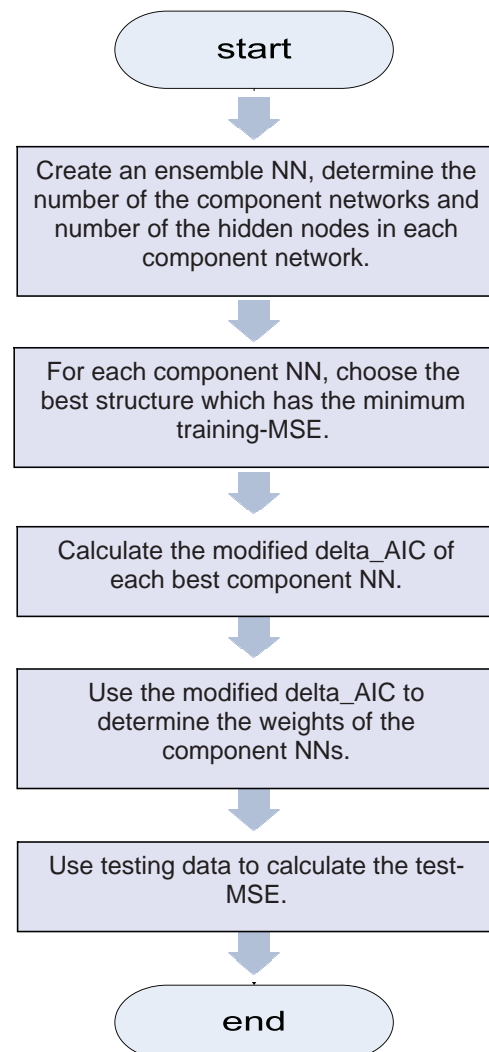 start
Create an ensemble NN, determine the
number of the component networks and
number of the hidden nodes in each
component network.
For each component NN, choose the
best structure which has the minimum
training-MSE.
Calculate the modified delta_AIC of
each best component NN.
Use the modified delta_AIC to
determine the weights of the
component NNs.
Use testing data to calculate the test-
MSE.
end